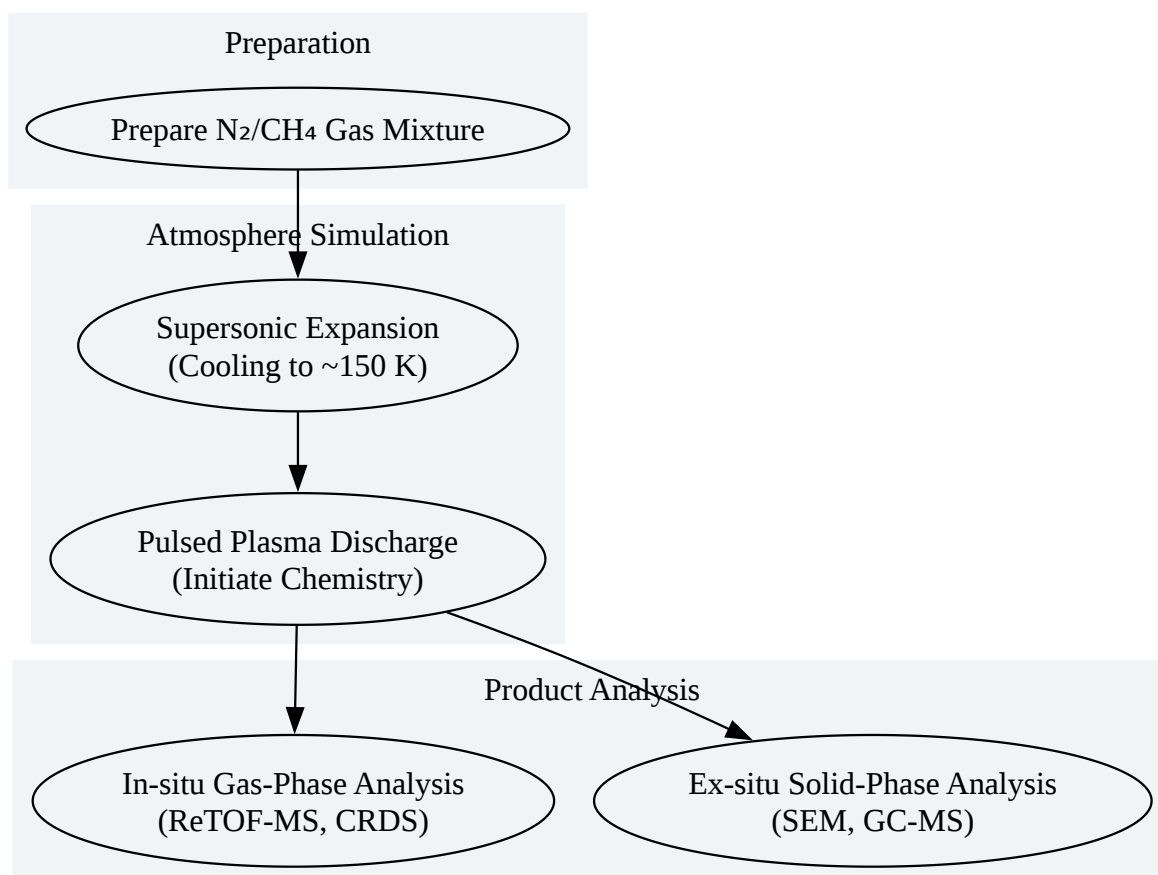 Preparation
Prepare N₂/CH₄ Gas Mixture
Atmosphere Simulation
Supersonic Expansion
(Cooling to ~150 K)
Pulsed Plasma Discharge
(Initiate Chemistry)
Product Analysis
In-situ Gas-Phase Analysis
(ReTOF-MS, CRDS)
Ex-situ Solid-Phase Analysis
(SEM, GC-MS)